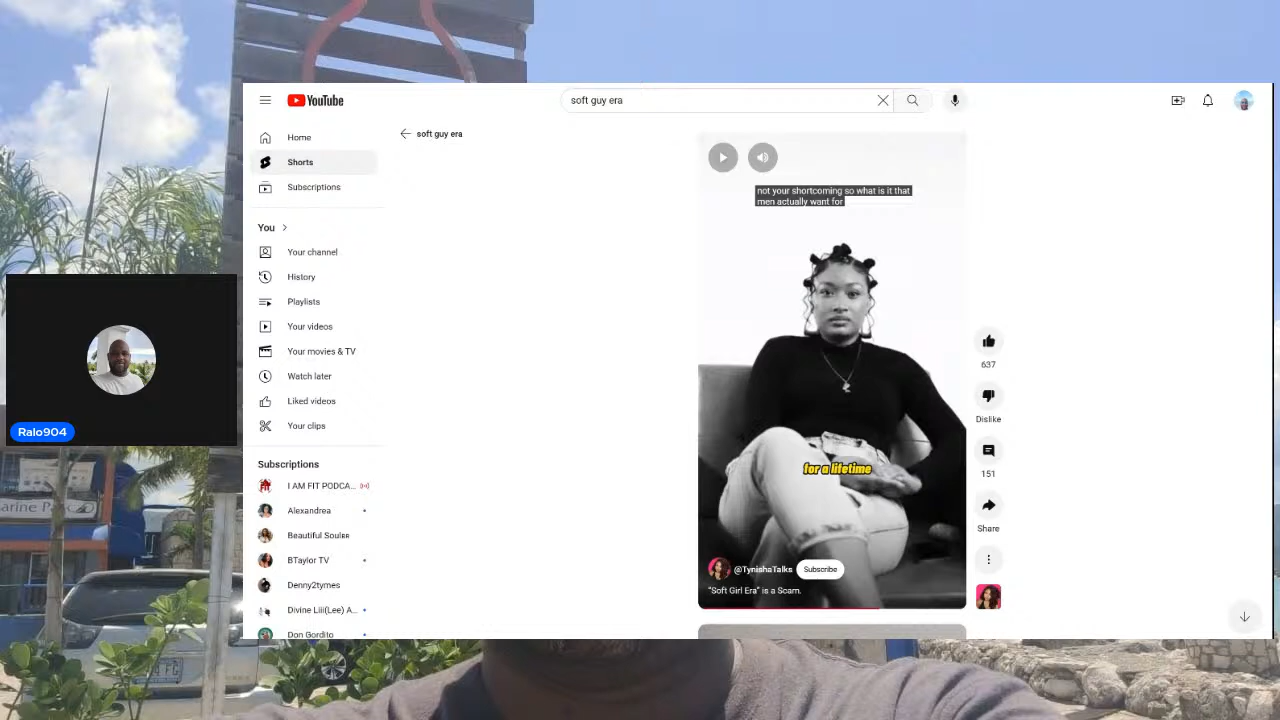 YouTube
soft guy era
Home
soft guy era
Shorts
Subscriptions
not your shortcoming so what is it that
men actually want for
You
Your channel
History
Playlists
Your videos
Your movies & TV
637
Watch later
Liked videos
Dislike
Your clips
Ralo904
Subscriptions
for a lifetime
151
I AM FIT PODCA...
Alexandrea
Share
Beautiful Soul
BTaylor TV
@TynishaTalks
Subscribe
Denny2tymes
"Soft Girl Era" is a Scam.
Divine Liii(Lee) A...
Don Gordito